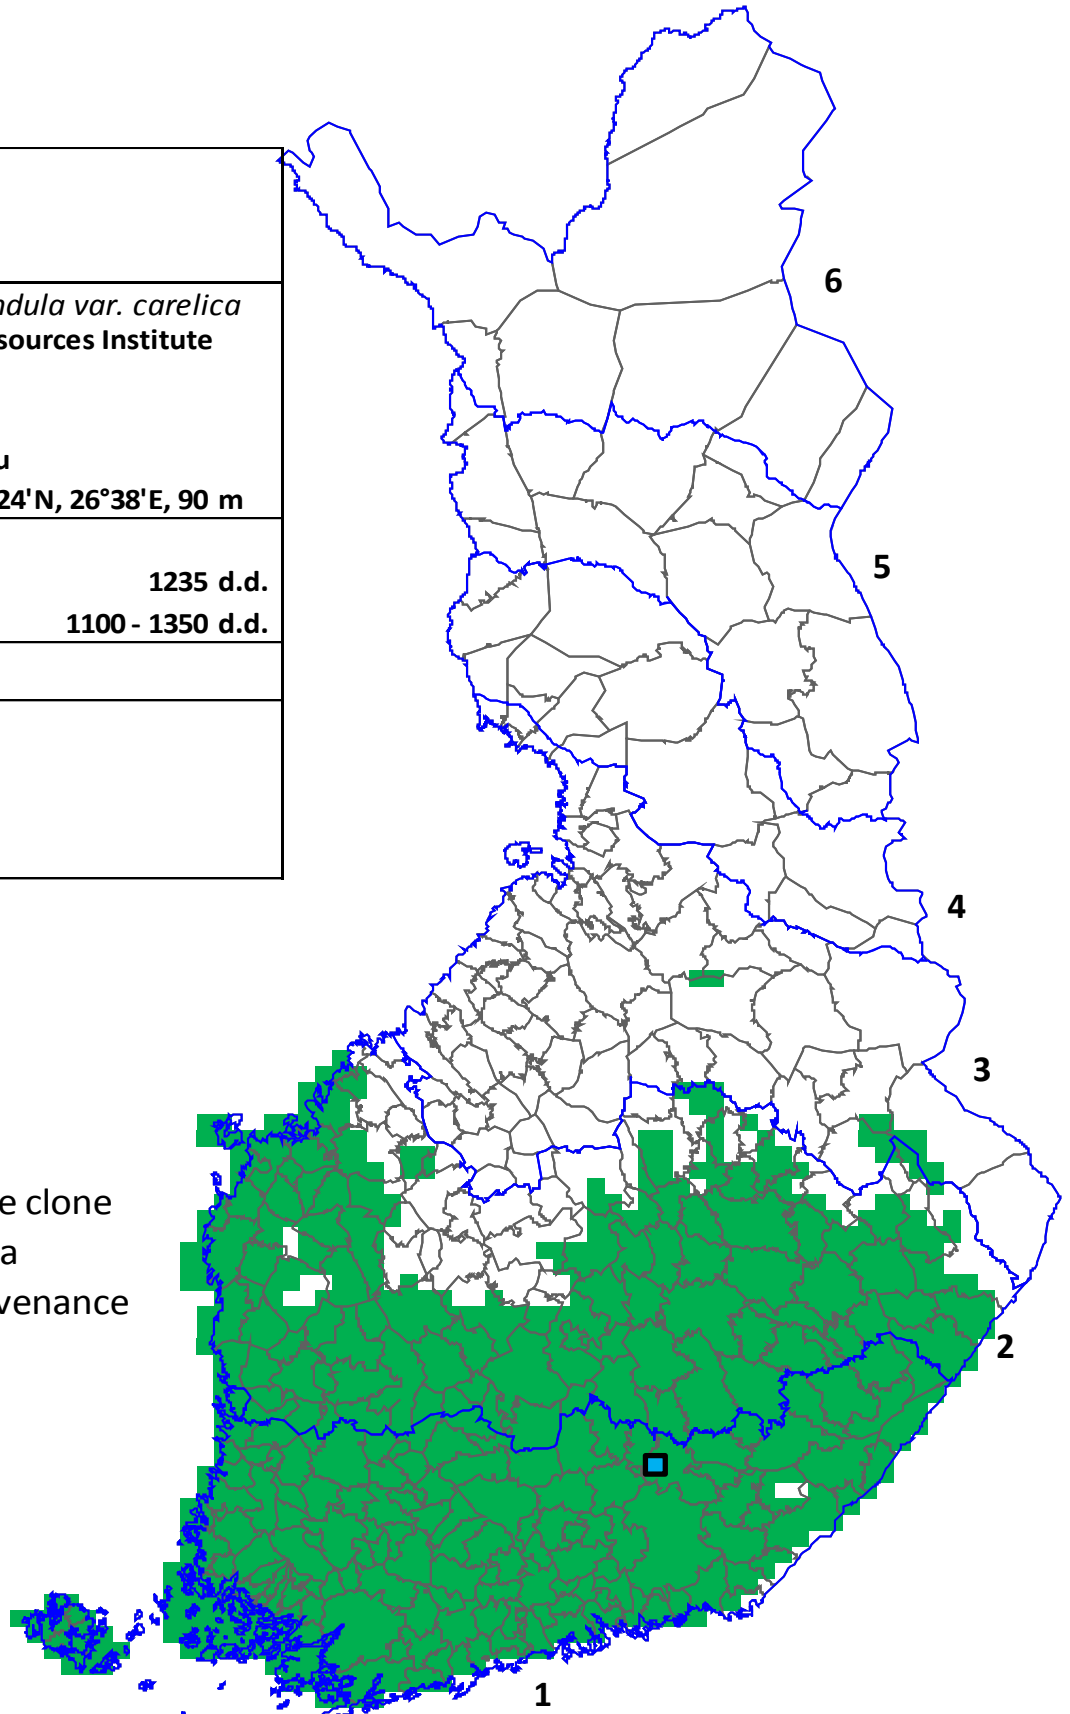 ndula var. carelica
sources Institute
u
24'N, 26°38'E, 90 m
1235 d.d.
1100 - 1350 d.d.
6
5
4
3
e clone
a
venance
2
1